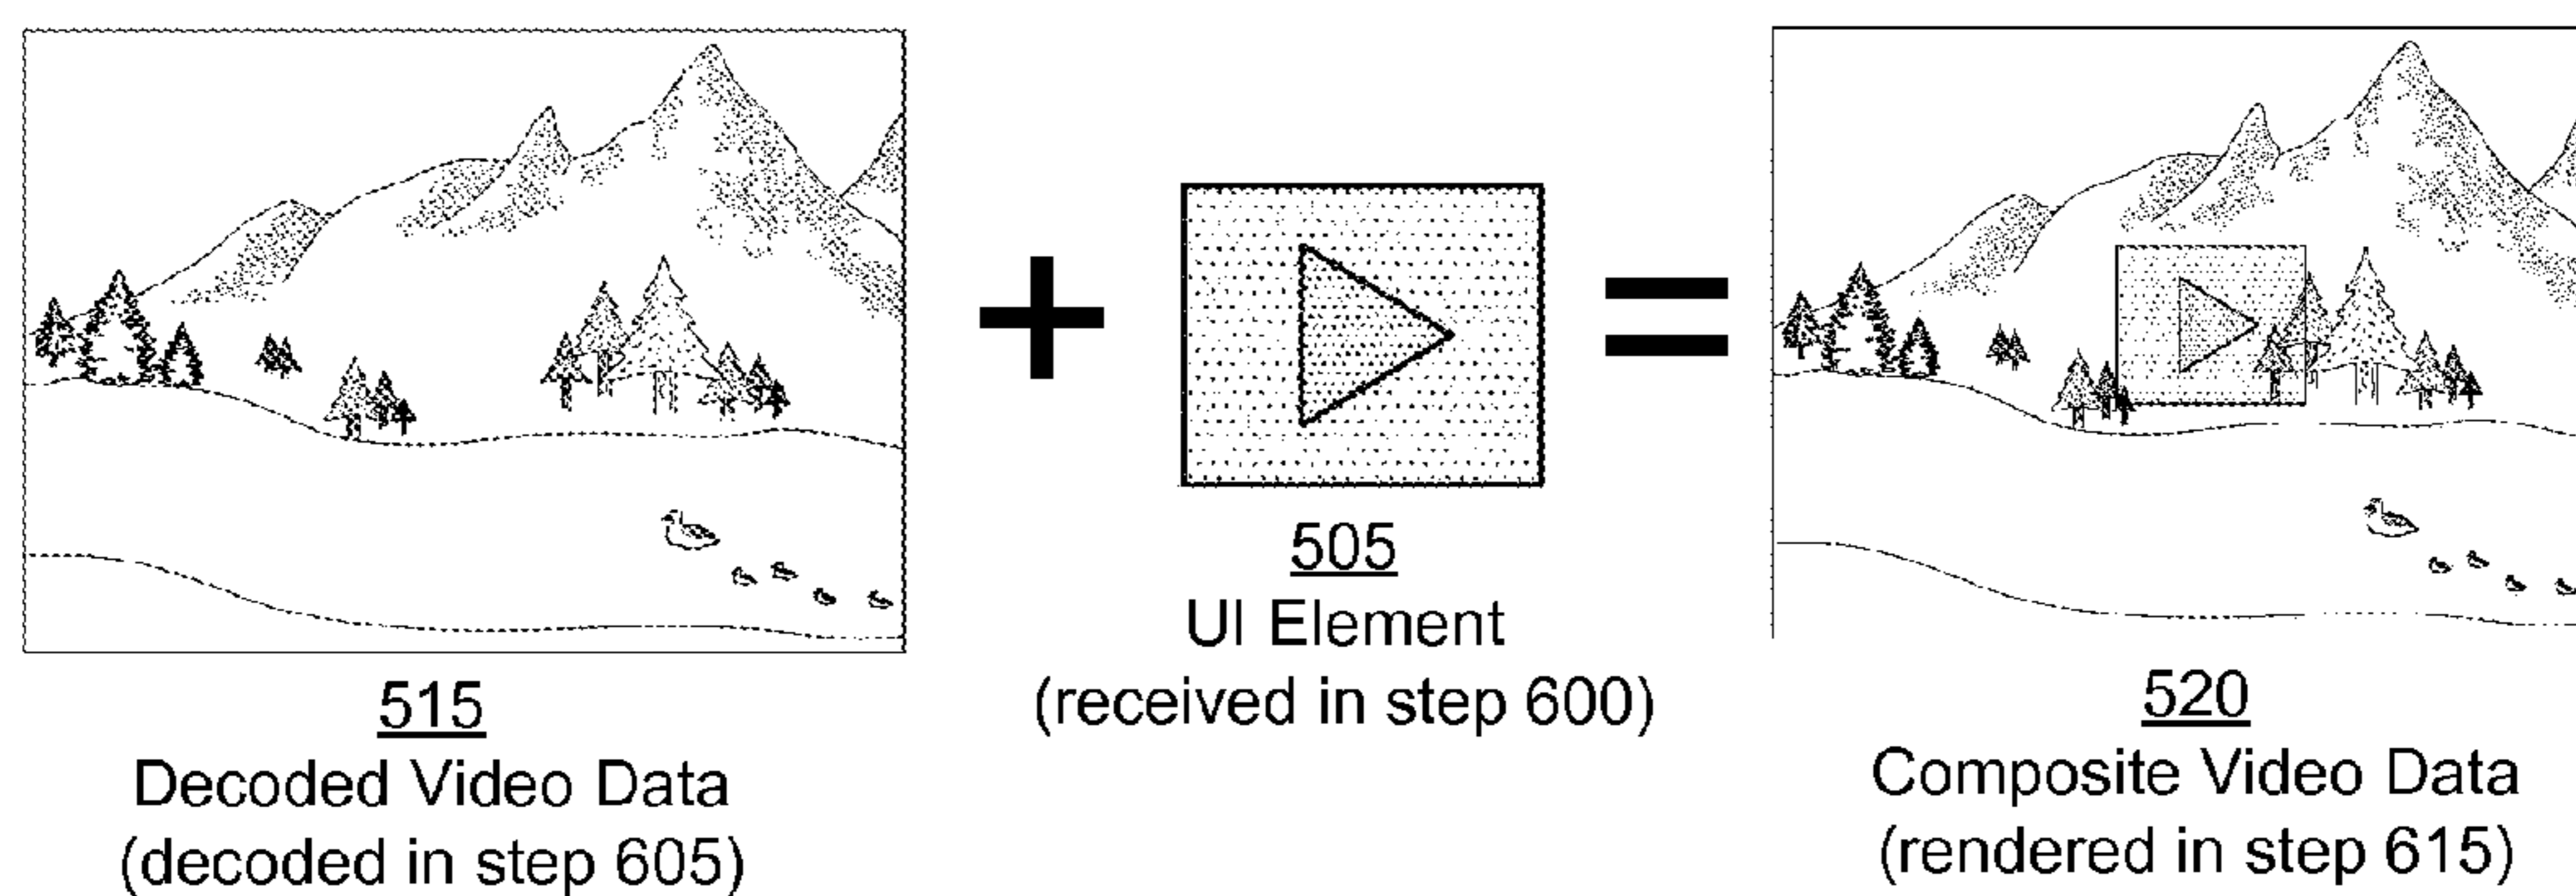 515
Decoded Video Data
(decoded in step 605)
+
505
UI Element
(received in step 600)
=
520
Composite Video Data
(rendered in step 615)